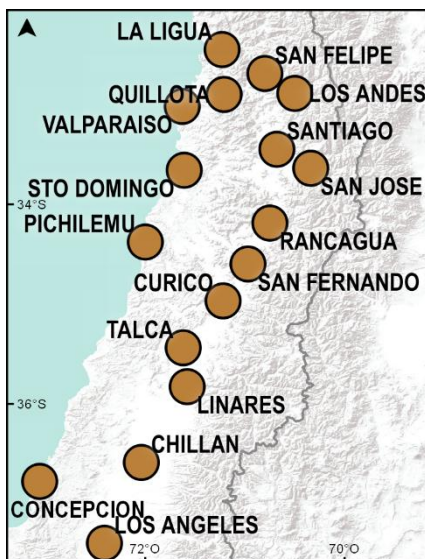 LA LIGUA
SAN FELIPE
QUILLOTA
LOS ANDES
VALPARAISO
SANTIAGO
STO DOMINGO
SAN JOSE
34°S
PICHILEMU
RANCAGUA
CURICO
SAN FERNANDO
TALCA
36°S
LINARES
CHILLAN
CONCEPCION
LOS ANGELES
72°O
70°O